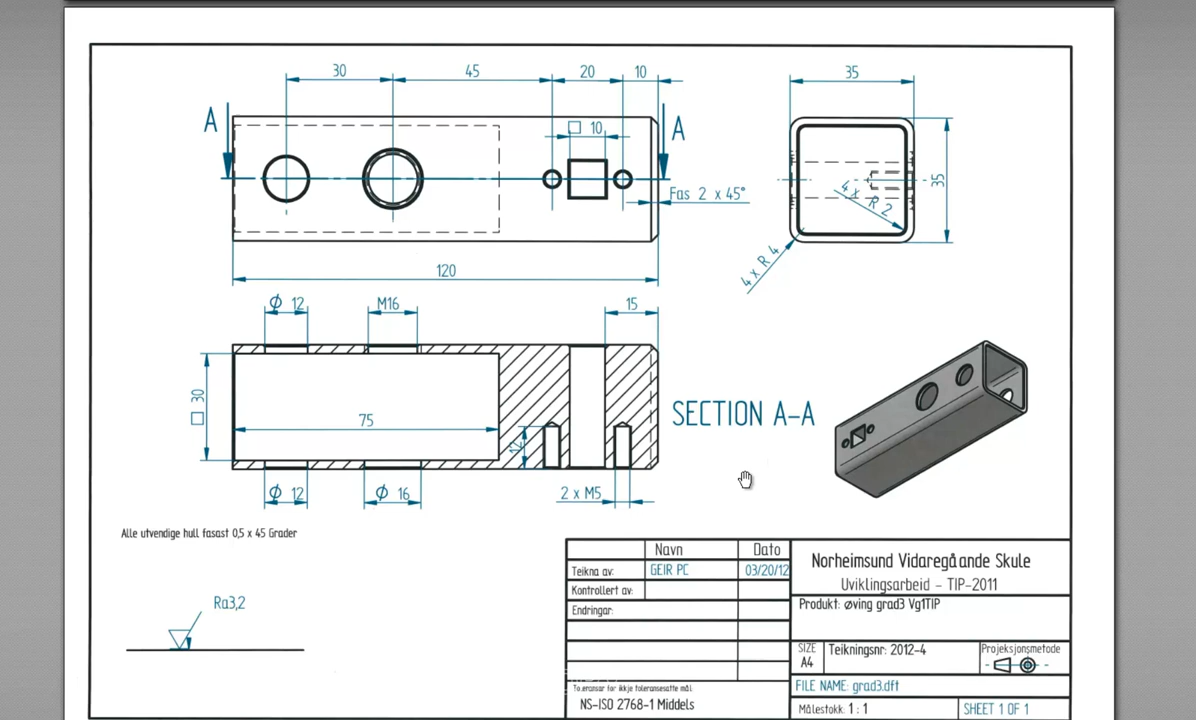 30
45
20
10
35
A
A
□ 10
Fas 2 x 45°
35
4 x R 2
4 x R 4
120
Ø 12
M16
15
□ 30
75
12
SECTION A-A
Ø 12
Ø 16
2 x M5
Alle utvendige hull fasast 0,5 x 45 Grader
Ra3,2
Navn
Dato
Teikna av:
GEIR PC
03/20/12
Kontrollert av:
Endringar:
Toleransar for ikkje toleransesatte mål
NS-ISO 2768-1 Middels
Norheimsund Vidaregåande Skule
Uviklingsarbeid - TIP-2011
Produkt: øving grad3 Vg1TIP
SIZE
A4
Teikningsnr: 2012-4
Projeksjonsmetode
FILE NAME: grad3.dft
Målestokk: 1 : 1
SHEET 1 OF 1